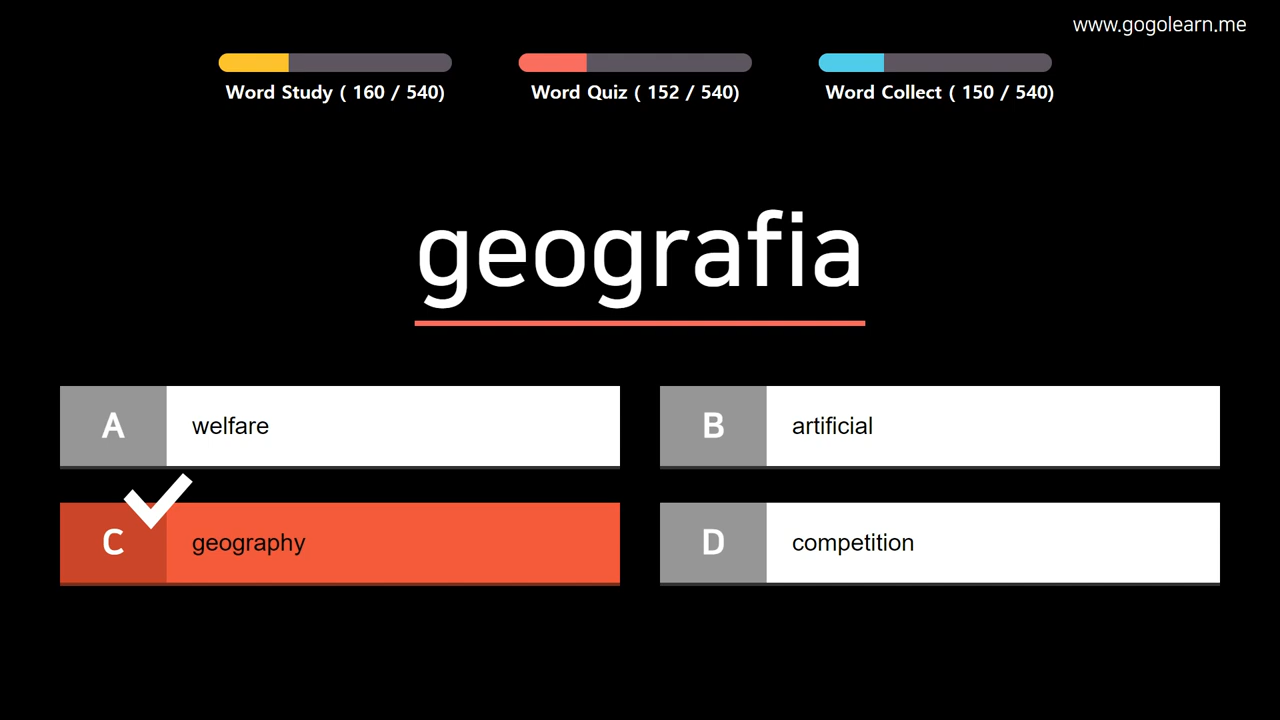 www.gogolearn.me
Word Study ( 160 / 540)
Word Quiz ( 152 / 540)
Word Collect ( 150 / 540)
geografia
A welfare
B artificial
C geography
D competition